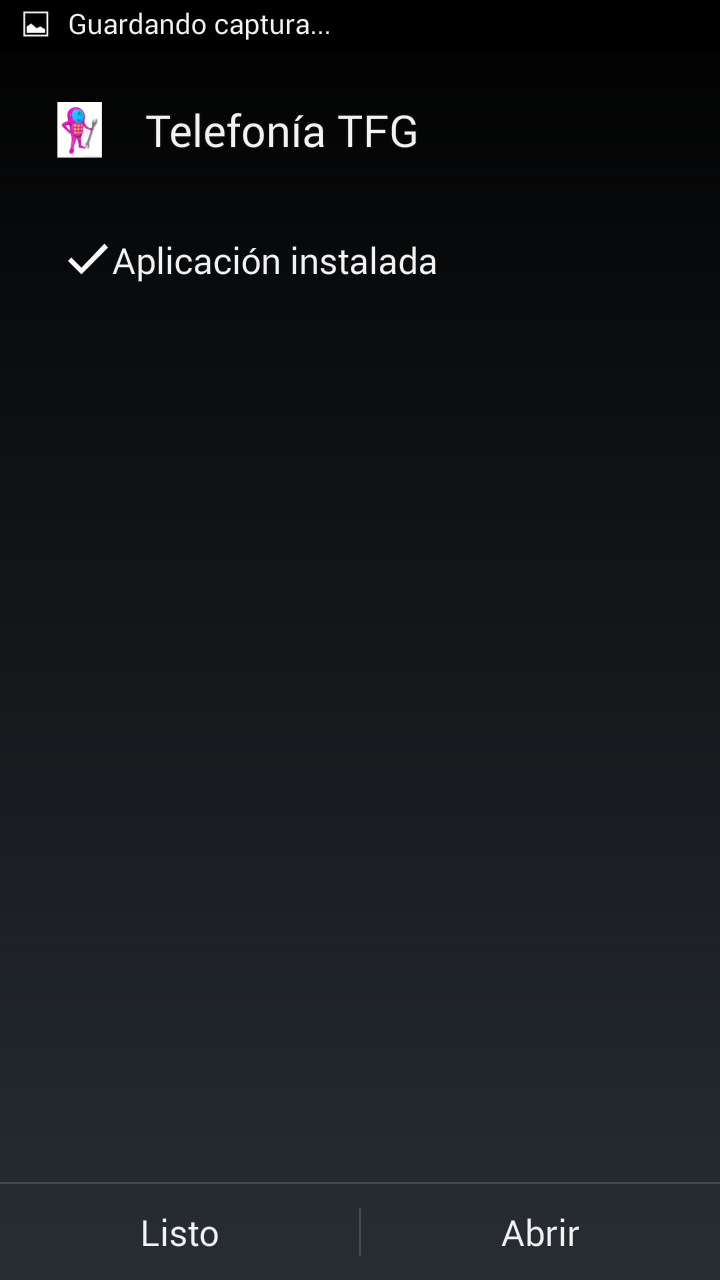 Guardando captura...
Telefonía TFG
Aplicación instalada
Listo
Abrir